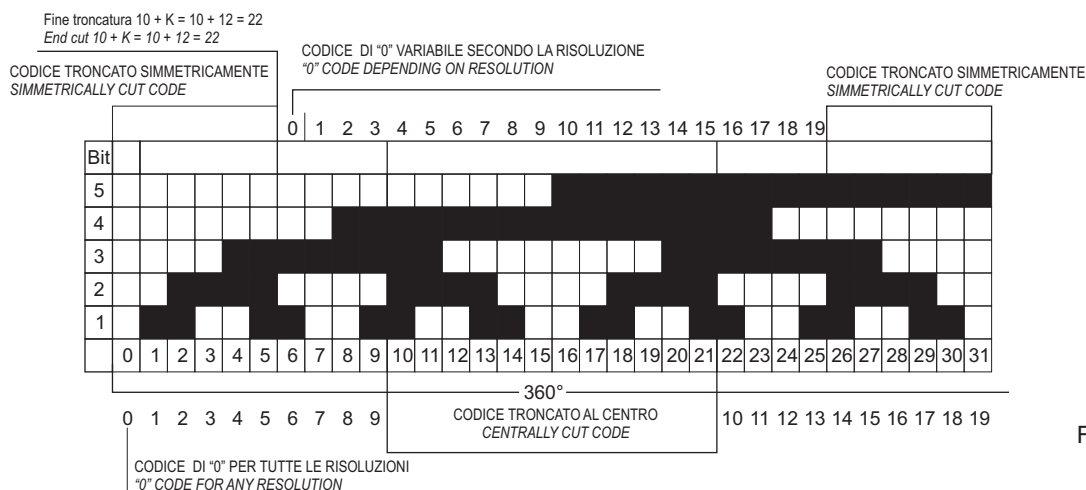 Fine troncatura 10 + K = 10 + 12 = 22
End cut 10 + K = 10 + 12 = 22
CODICE TRONCATO SIMMETRICAMENTE
SIMMETRICALLY CUT CODE
CODICE DI “0” VARIABILE SECONDO LA RISOLUZIONE
“0” CODE DEPENDING ON RESOLUTION
CODICE TRONCATO SIMMETRICAMENTE
SIMMETRICALLY CUT CODE
0 1 2 3 4 5 6 7 8 9 10 11 12 13 14 15 16 17 18 19
Bit
5
4
3
2
1
0 1 2 3 4 5 6 7 8 9 10 11 12 13 14 15 16 17 18 19 20 21 22 23 24 25 26 27 28 29 30 31
360°
0 1 2 3 4 5 6 7 8 9
CODICE TRONCATO AL CENTRO
CENTRALLY CUT CODE
10 11 12 13 14 15 16 17 18 19
F
CODICE DI “0” PER TUTTE LE RISOLUZIONI
“0” CODE FOR ANY RESOLUTION